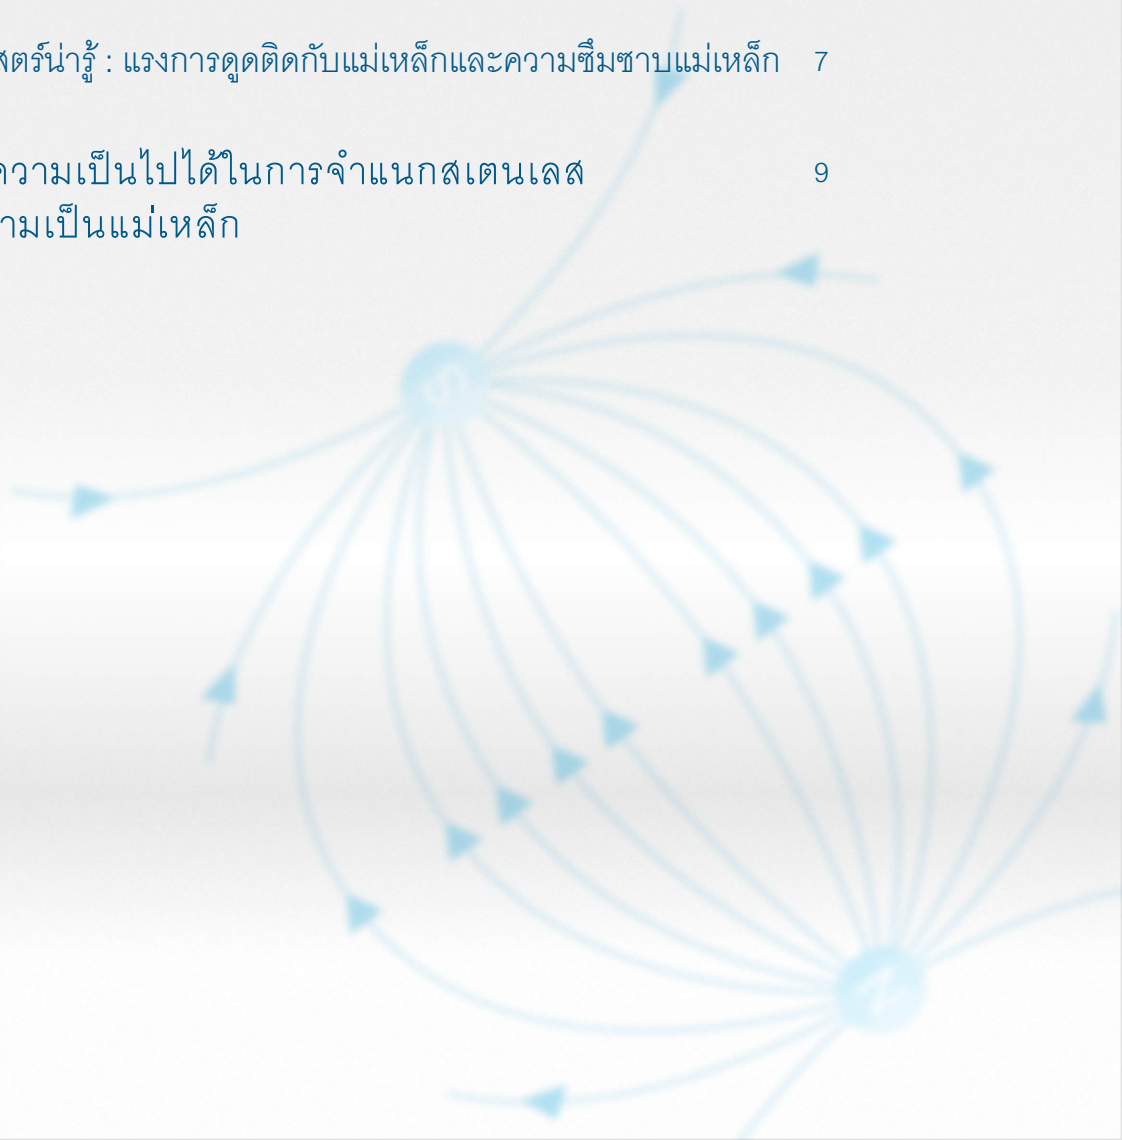 สตร์น่ารู้ : แรงการดูดติดกับแม่เหล็กและความซึมซาบแม่เหล็ก 7
ความเป็นไปได้ในการจำแนกสเตนเลส 9
ามเป็นแม่เหล็ก
S
N